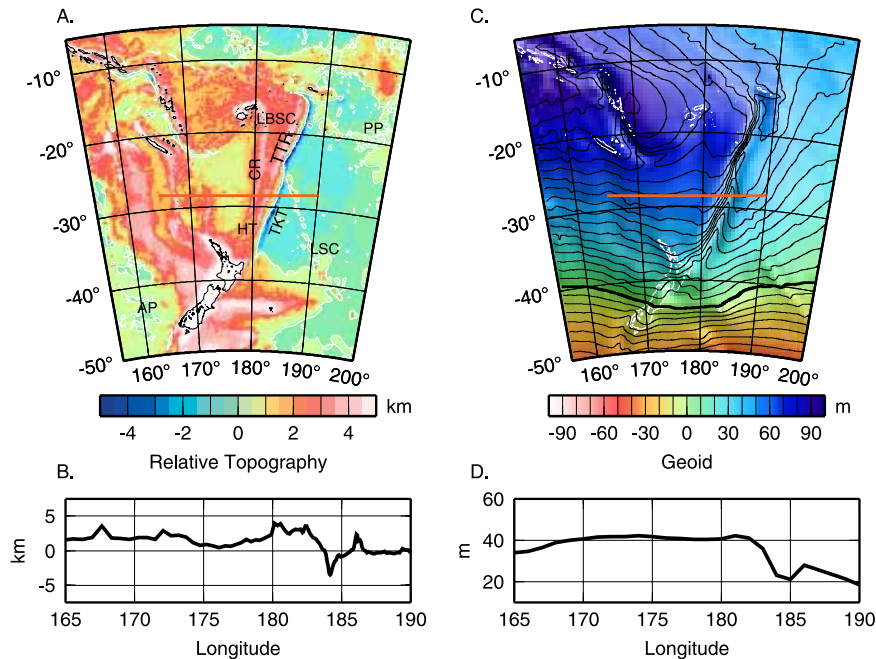 A.
C.
-10°
-20°
-30°
-40°
-50°
160°
170°
180°
190°
200°
LBSC
PP
TTR
CR
HT
TKT
LSC
AP
-10°
-20°
-30°
-40°
-50°
160°
170°
180°
190°
200°
km
-4 -2 0 2 4
Relative Topography
m
-90 -60 -30 0 30 60 90
Geoid
B.
D.
km
5
0
-5
165 170 175 180 185 190
Longitude
m
60
40
20
165 170 175 180 185 190
Longitude